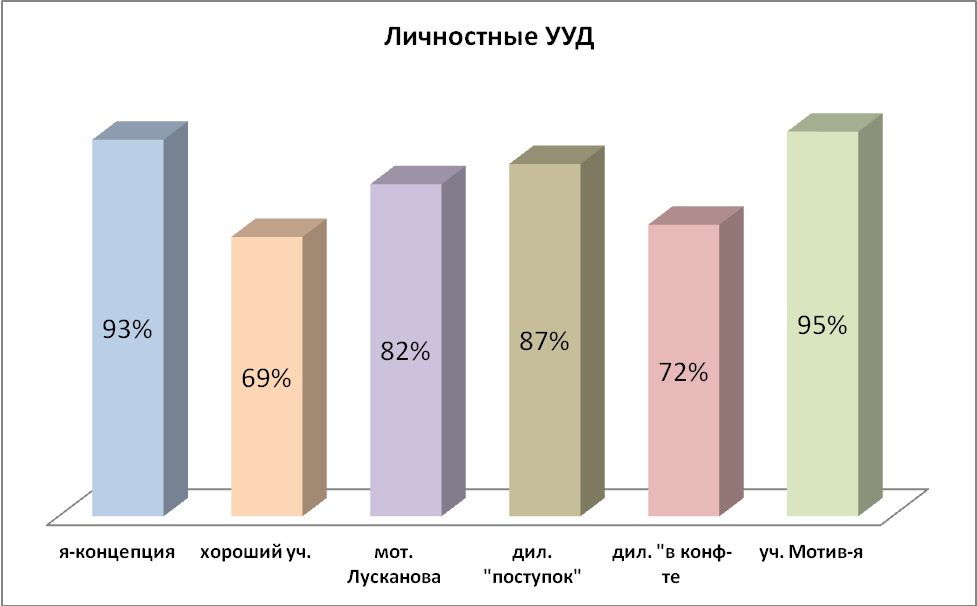 Личностные УУД
93%
69%
82%
87%
72%
95%
я-концепция
хороший уч.
мот.
Лусканова
дил.
"поступок"
дил. "в конф-
те
уч. Мотив-я